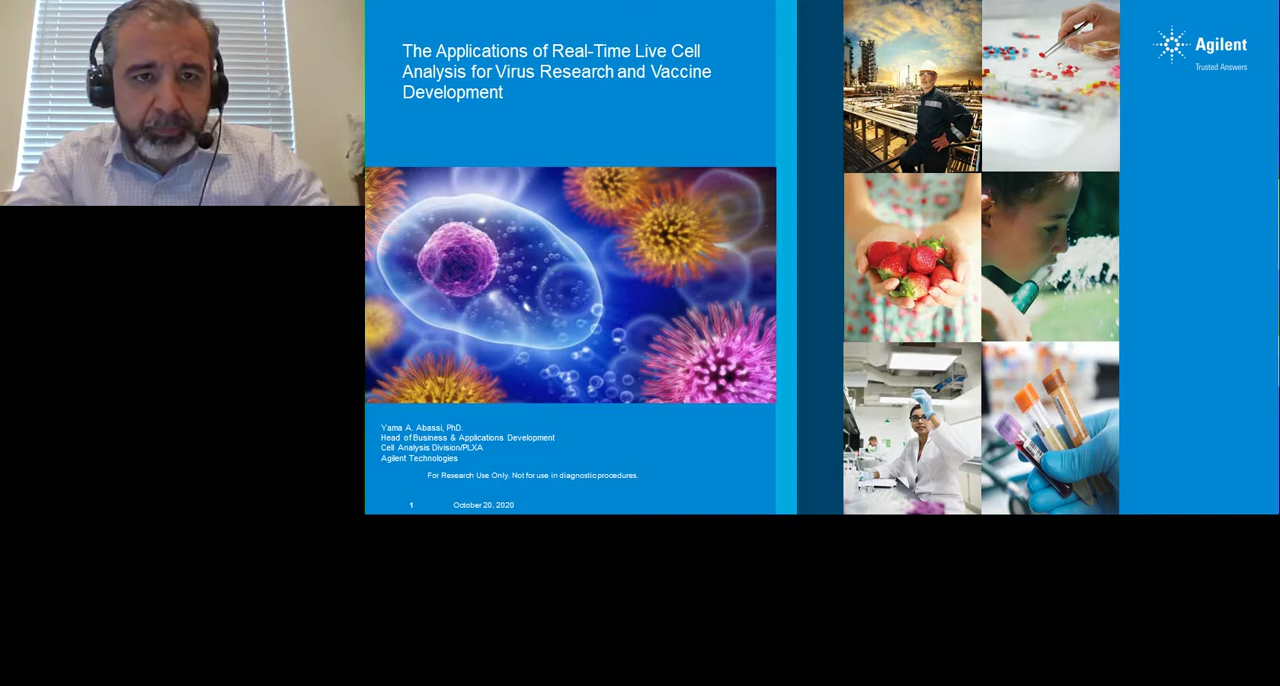 The Applications of Real-Time Live Cell
Analysis for Virus Research and Vaccine
Development
Agilent
Trusted Answers
Yama A. Abassi, PhD.
Head of Business & Applications Development
Cell Analysis Division/PLXA
Agilent Technologies
For Research Use Only. Not for use in diagnostic procedures.
1 October 20, 2020